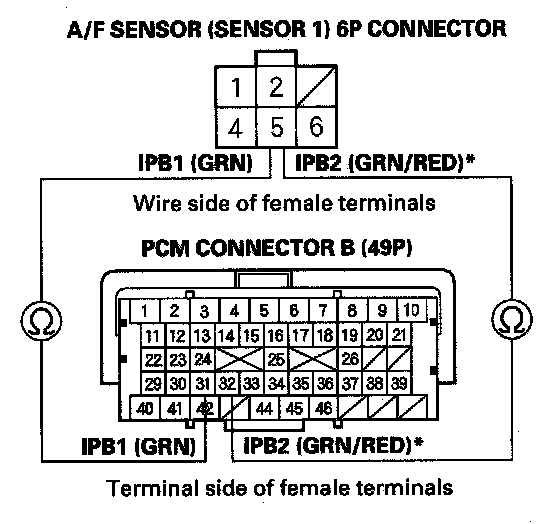 A/F SENSOR (SENSOR 1) 6P CONNECTOR
1 2
4 5 6
IPB1 (GRN) IPB2 (GRN/RED)*
Wire side of female terminals
PCM CONNECTOR B (49P)
Ω Ω
1 2 3 4 5 6 7 8 9 10
11 12 13 14 15 16 17 18 19 20 21
22 23 24 25 26
29 30 31 32 33 34 35 36 37 38 39
40 41 42 44 45 46
IPB1 (GRN) IPB2 (GRN/RED)*
Terminal side of female terminals